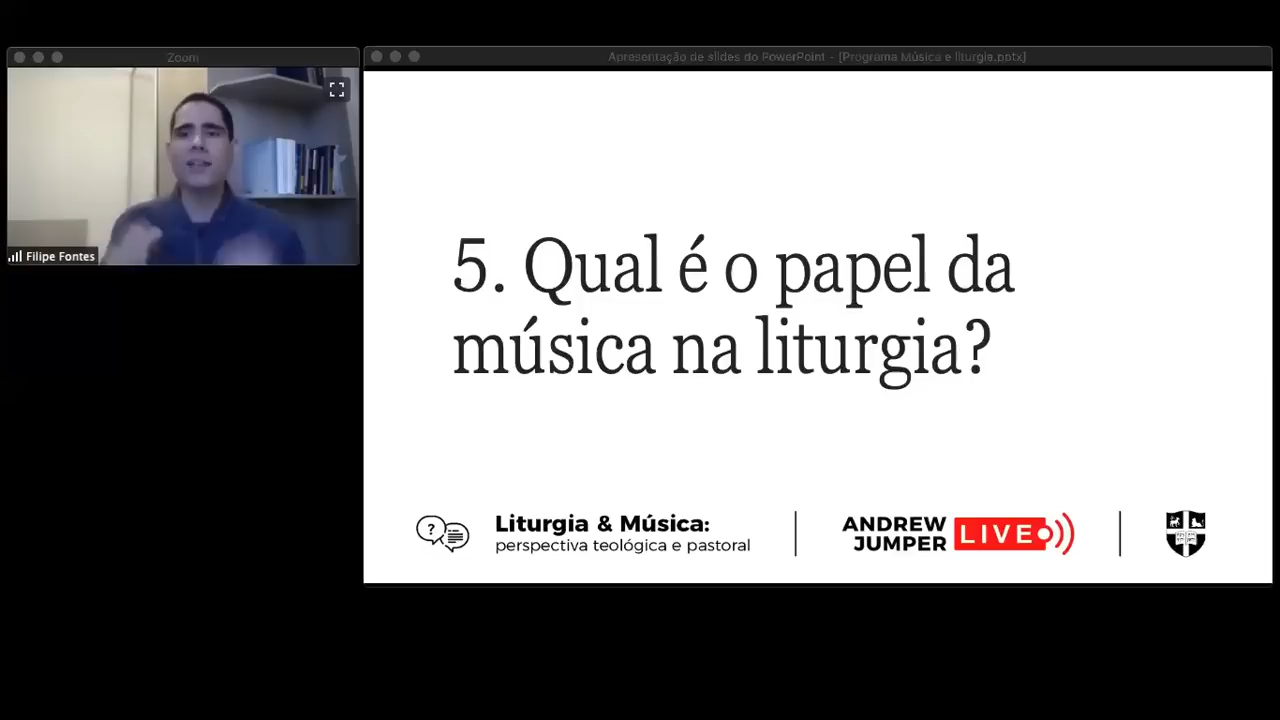 Zoom
Apresentação de slides do PowerPoint - [Programa Música e liturgia.pptx]
Filipe Fontes
5. Qual é o papel da
música na liturgia?
?
Liturgia & Música:
perspectiva teológica e pastoral
ANDREW
JUMPER
LIVE